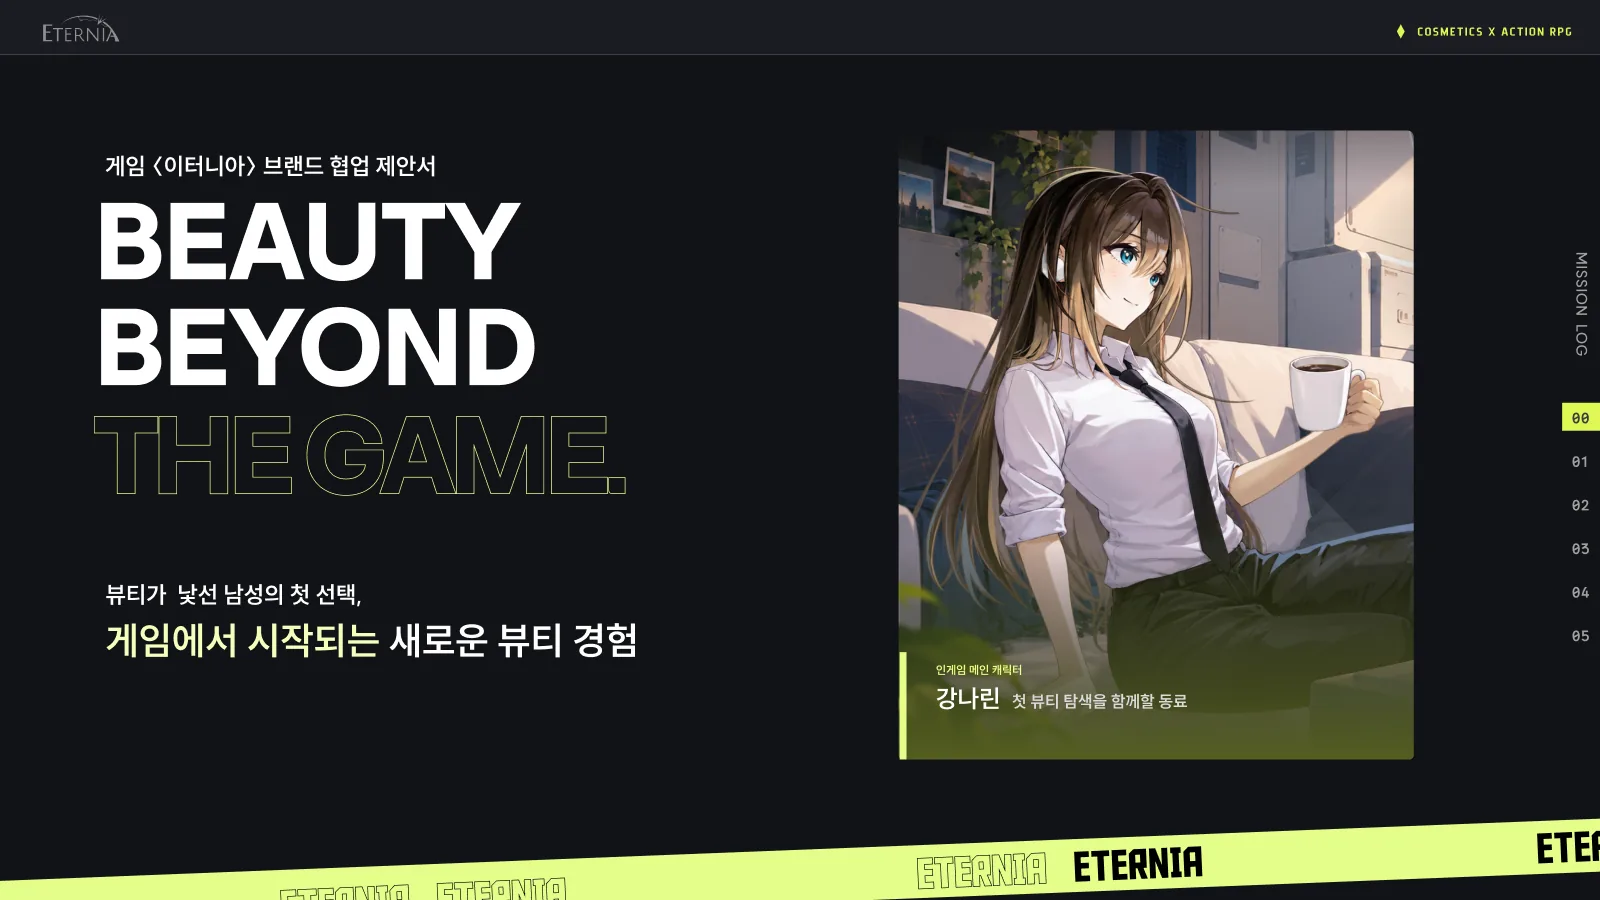 ETERNIA
COSMETICS X ACTION RPG
게임 〈이터니아〉 브랜드 협업 제안서
BEAUTY
BEYOND
THE GAME.
뷰티가 낯선 남성의 첫 선택,
게임에서 시작되는 새로운 뷰티 경험
인게임 메인 캐릭터
강나린 첫 뷰티 탐색을 함께할 동료
MISSION LOG
00
01
02
03
04
05
ETERNIA ETERNIA ETERNIA ETERNIA ETER